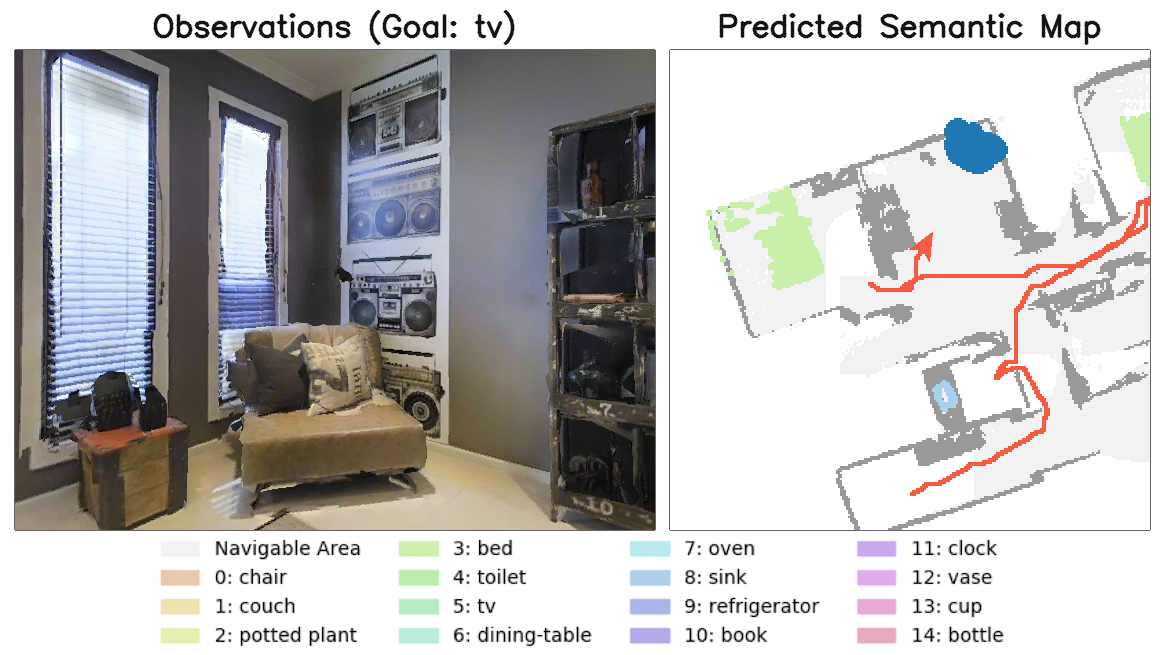 Observations (Goal: tv)
Predicted Semantic Map
Navigable Area
0: chair
1: couch
2: potted plant
3: bed
4: toilet
5: tv
6: dining-table
7: oven
8: sink
9: refrigerator
10: book
11: clock
12: vase
13: cup
14: bottle
7
10